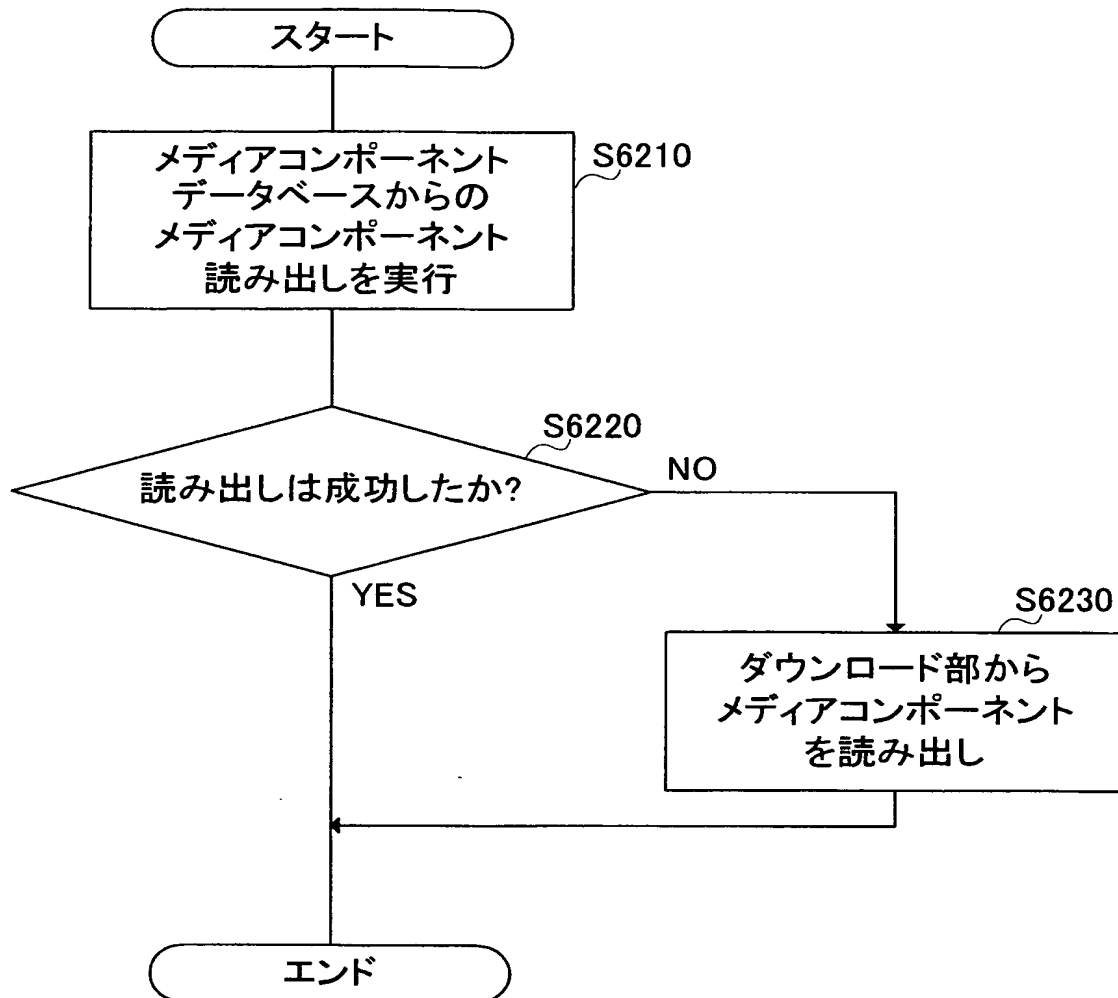 スタート
メディアコンポーネント
データベースからの
メディアコンポーネント
読み出しを実行
S6210
S6220
読み出しは成功したか?
NO
YES
S6230
ダウンロード部から
メディアコンポーネント
を読み出し
エンド